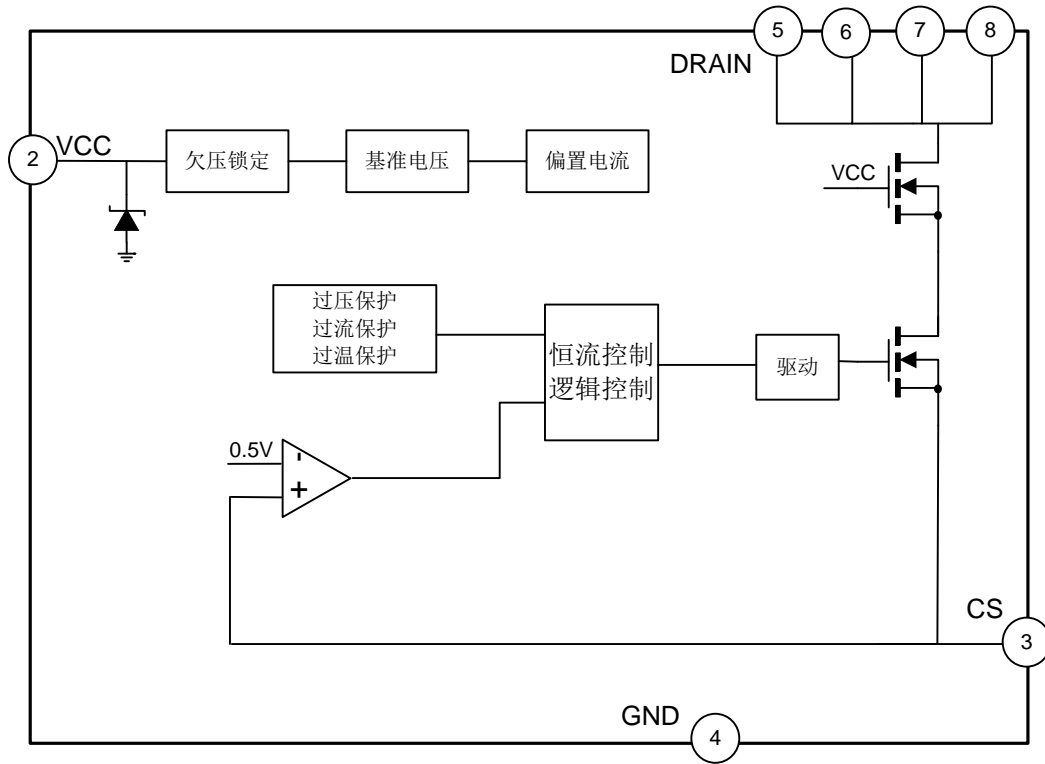 5
6
7
8
DRAIN
2
VCC
欠压锁定
基准电压
偏置电流
VCC
过压保护
过流保护
过温保护
恒流控制
逻辑控制
驱动
0.5V
-
+
CS
3
GND
4